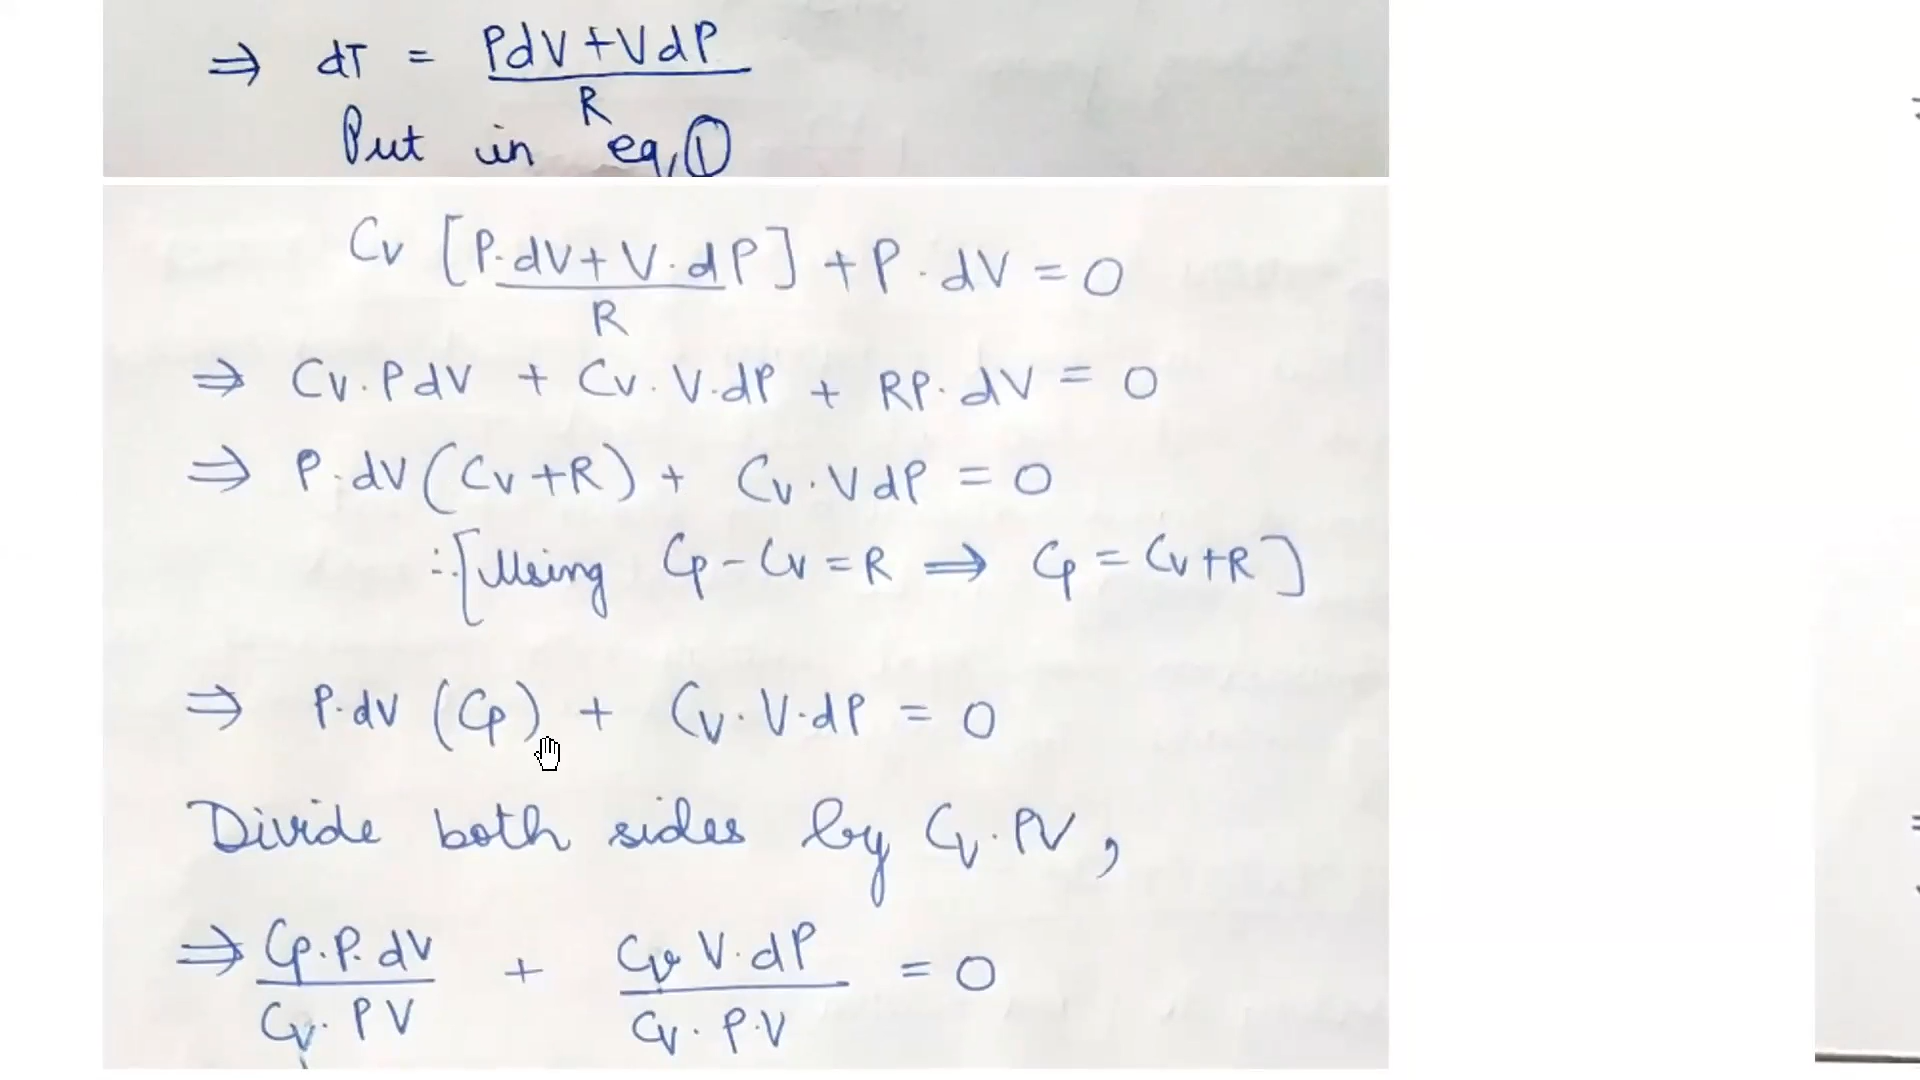 ⇒ dT = PdV+VdP / R
Put in eq, ①
Cv [P.dV+V.dP / R] + P.dV = 0
⇒ Cv.PdV + Cv.V.dP + RP.dV = 0
⇒ P.dV(Cv+R) + Cv.VdP = 0
∴[Using Cp-Cv=R ⇒ Cp=Cv+R]
⇒ P.dV (Cp) + Cv.V.dP = 0
Divide both sides by Cv.PV,
⇒ Cp.P.dV / Cv.PV + Cv V.dP / Cv.P.V = 0